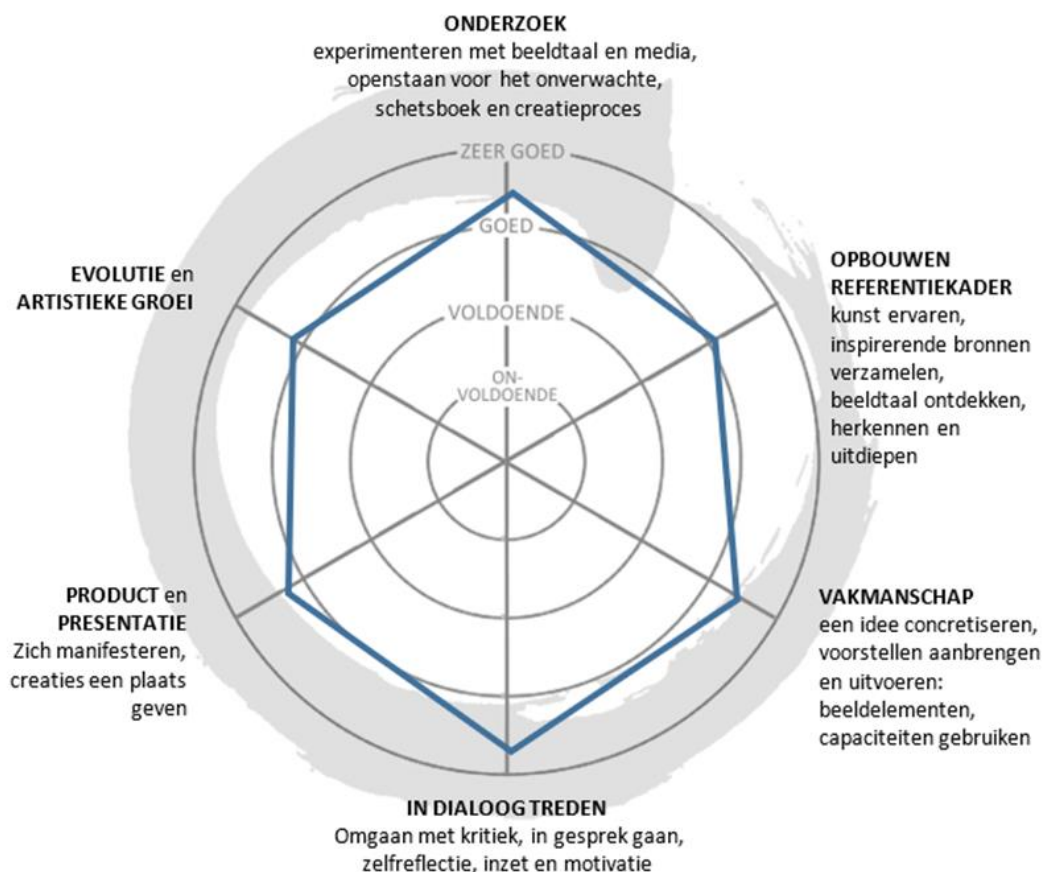 ONDERZOEK
experimenteren met beeldtaal en media,
openstaan voor het onverwachte,
schetsboek en creatieproces
ZEER GOED
GOED
VOLDOENDE
ON-
VOLDOENDE
OPBOUWEN
REFERENTIEKADER
kunst ervaren,
inspirerende bronnen
verzamelen,
beeldtaal ontdekken,
herkennen en
uitdiepen
VAKMANSCHAP
een idee concretiseren,
voorstellen aanbrengen
en uitvoeren:
beeldelementen,
capaciteiten gebruiken
IN DIALOOG TREDEN
Omgaan met kritiek, in gesprek gaan,
zelfreflectie, inzet en motivatie
PRODUCT en
PRESENTATIE
Zich manifesteren,
creaties een plaats
geven
EVOLUTIE en
ARTISTIEKE GROEI